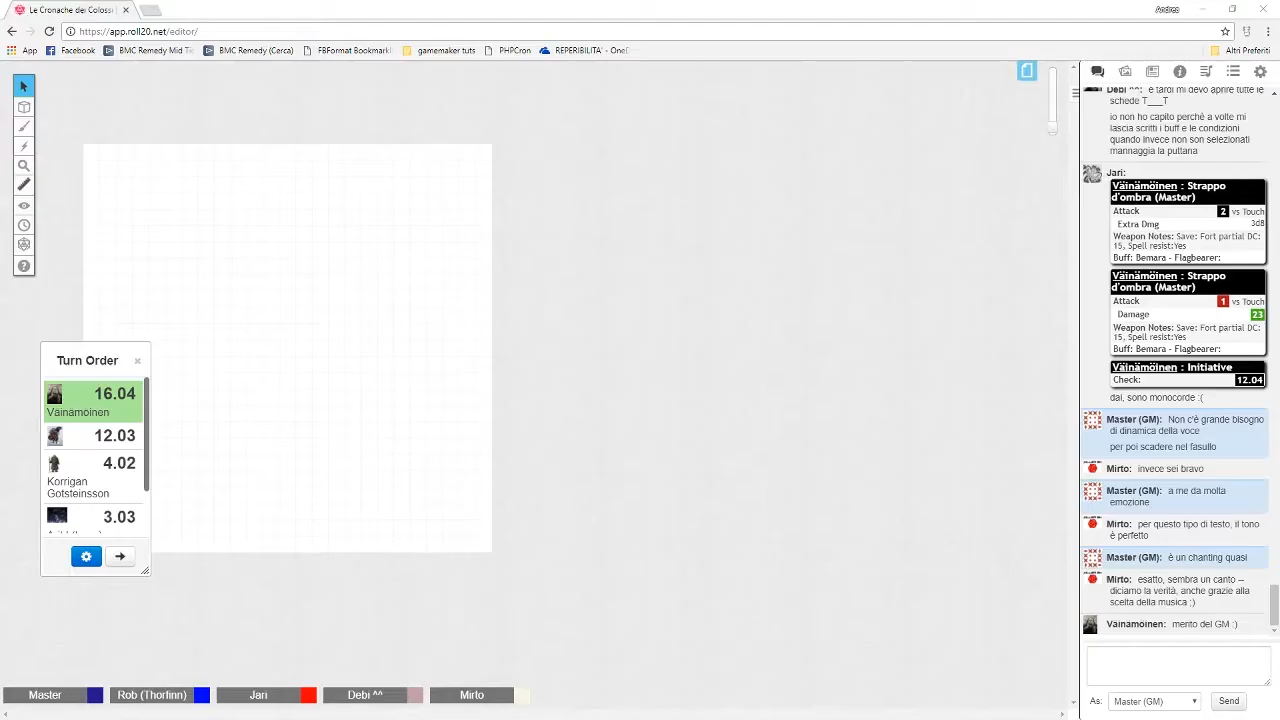 Le Cronache dei Coloss
Andrea
https://app.roll20.net/editor/
App
Facebook
BMC Remedy Mid Tie
BMC Remedy (Cerca)
FBFormat Bookmarkl
gamemaker tuts
PHPCron
REPERIBILITA' - OneD
Altri Preferiti
Turn Order
16.04
Väinämöinen
12.03
4.02
Korrigan
Gotsteinsson
3.03
Master
Rob (Thorfinn)
Jari
Debi ^^
Mirto
Debi ^^: è tardi mi devo aprire tutte le
schede T___T
io non ho capito perchè a volte mi
lascia scritti i buff e le condizioni
quando invece non son selezionati
mannaggia la puttana
Jari:
Väinämöinen : Strappo
d'ombra (Master)
Attack 2 vs Touch
Extra Dmg 3d8
Weapon Notes: Save: Fort partial DC:
15, Spell resist:Yes
Buff: Bemara - Flagbearer:
Väinämöinen : Strappo
d'ombra (Master)
Attack 1 vs Touch
Damage 23
Weapon Notes: Save: Fort partial DC:
15, Spell resist:Yes
Buff: Bemara - Flagbearer:
Väinämöinen : Initiative
Check: 12.04
dai, sono monocorde :(
Master (GM): Non c'è grande bisogno
di dinamica della voce
per poi scadere nel fasullo
Mirto: invece sei bravo
Master (GM): a me da molta
emozione
Mirto: per questo tipo di testo, il tono
è perfetto
Master (GM): è un chanting quasi
Mirto: esatto, sembra un canto –
diciamo la verità, anche grazie alla
scelta della musica ;)
Väinämöinen: merito del GM :)
As: Master (GM) Send